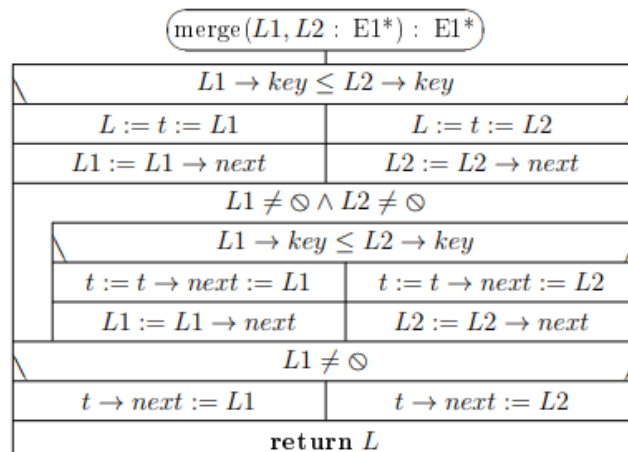 merge(L1, L2 : E1*) : E1*
L1 → key ≤ L2 → key
L := t := L1 L := t := L2
L1 := L1 → next L2 := L2 → next
L1 ≠ ⦸ ∧ L2 ≠ ⦸
L1 → key ≤ L2 → key
t := t → next := L1 t := t → next := L2
L1 := L1 → next L2 := L2 → next
L1 ≠ ⦸
t → next := L1 t → next := L2
return L